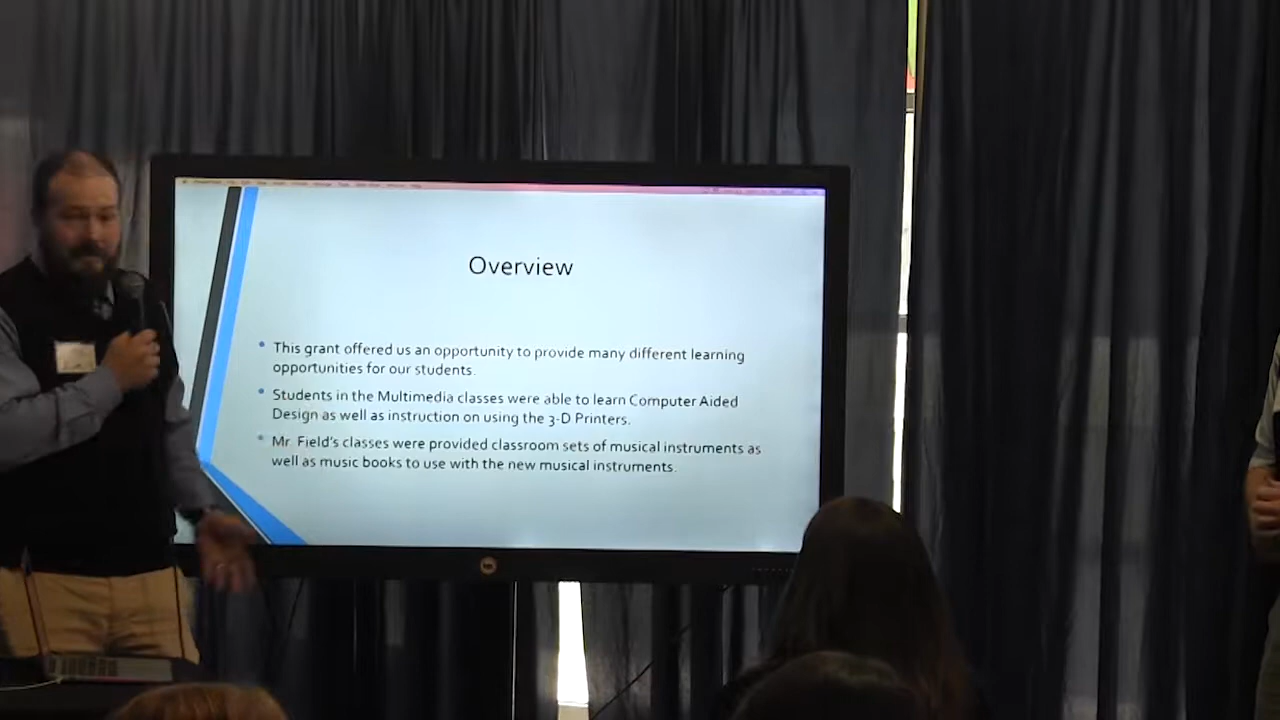 Overview
• This grant offered us an opportunity to provide many different learning
opportunities for our students.
• Students in the Multimedia classes were able to learn Computer Aided
Design as well as instruction on using the 3-D Printers.
• Mr Field's classes were provided classroom sets of musical instruments as
well as music books to use with the new musical instruments.